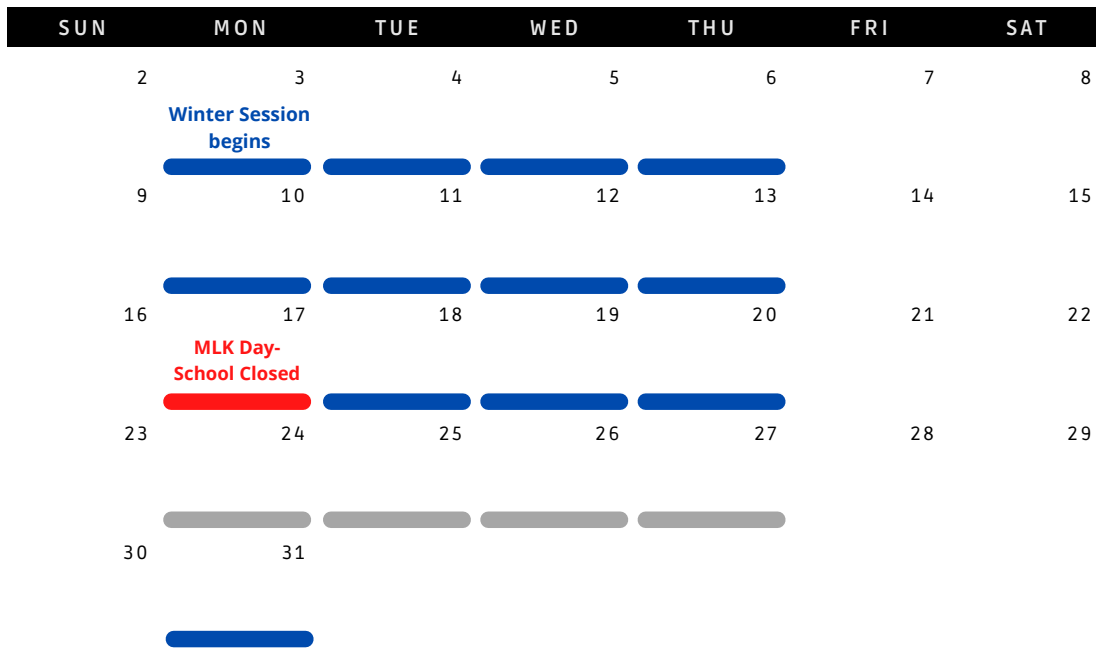 SUN MON TUE WED THU FRI SAT
2 3 4 5 6 7 8
Winter Session
begins
9 10 11 12 13 14 15
16 17 18 19 20 21 22
MLK Day-
School Closed
23 24 25 26 27 28 29
30 31